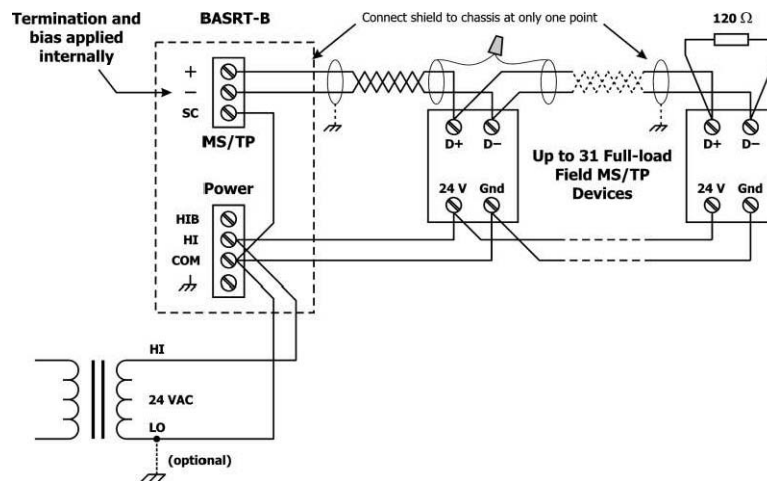 Termination and
bias applied
internally
BASRT-B
Connect shield to chassis at only one point
120 Ω
+
−
SC
MS/TP
D+ D−
D+ D−
Up to 31 Full-load
Field MS/TP
Devices
Power
24 V Gnd
24 V Gnd
HIB
HI
COM
HI
24 VAC
LO
(optional)